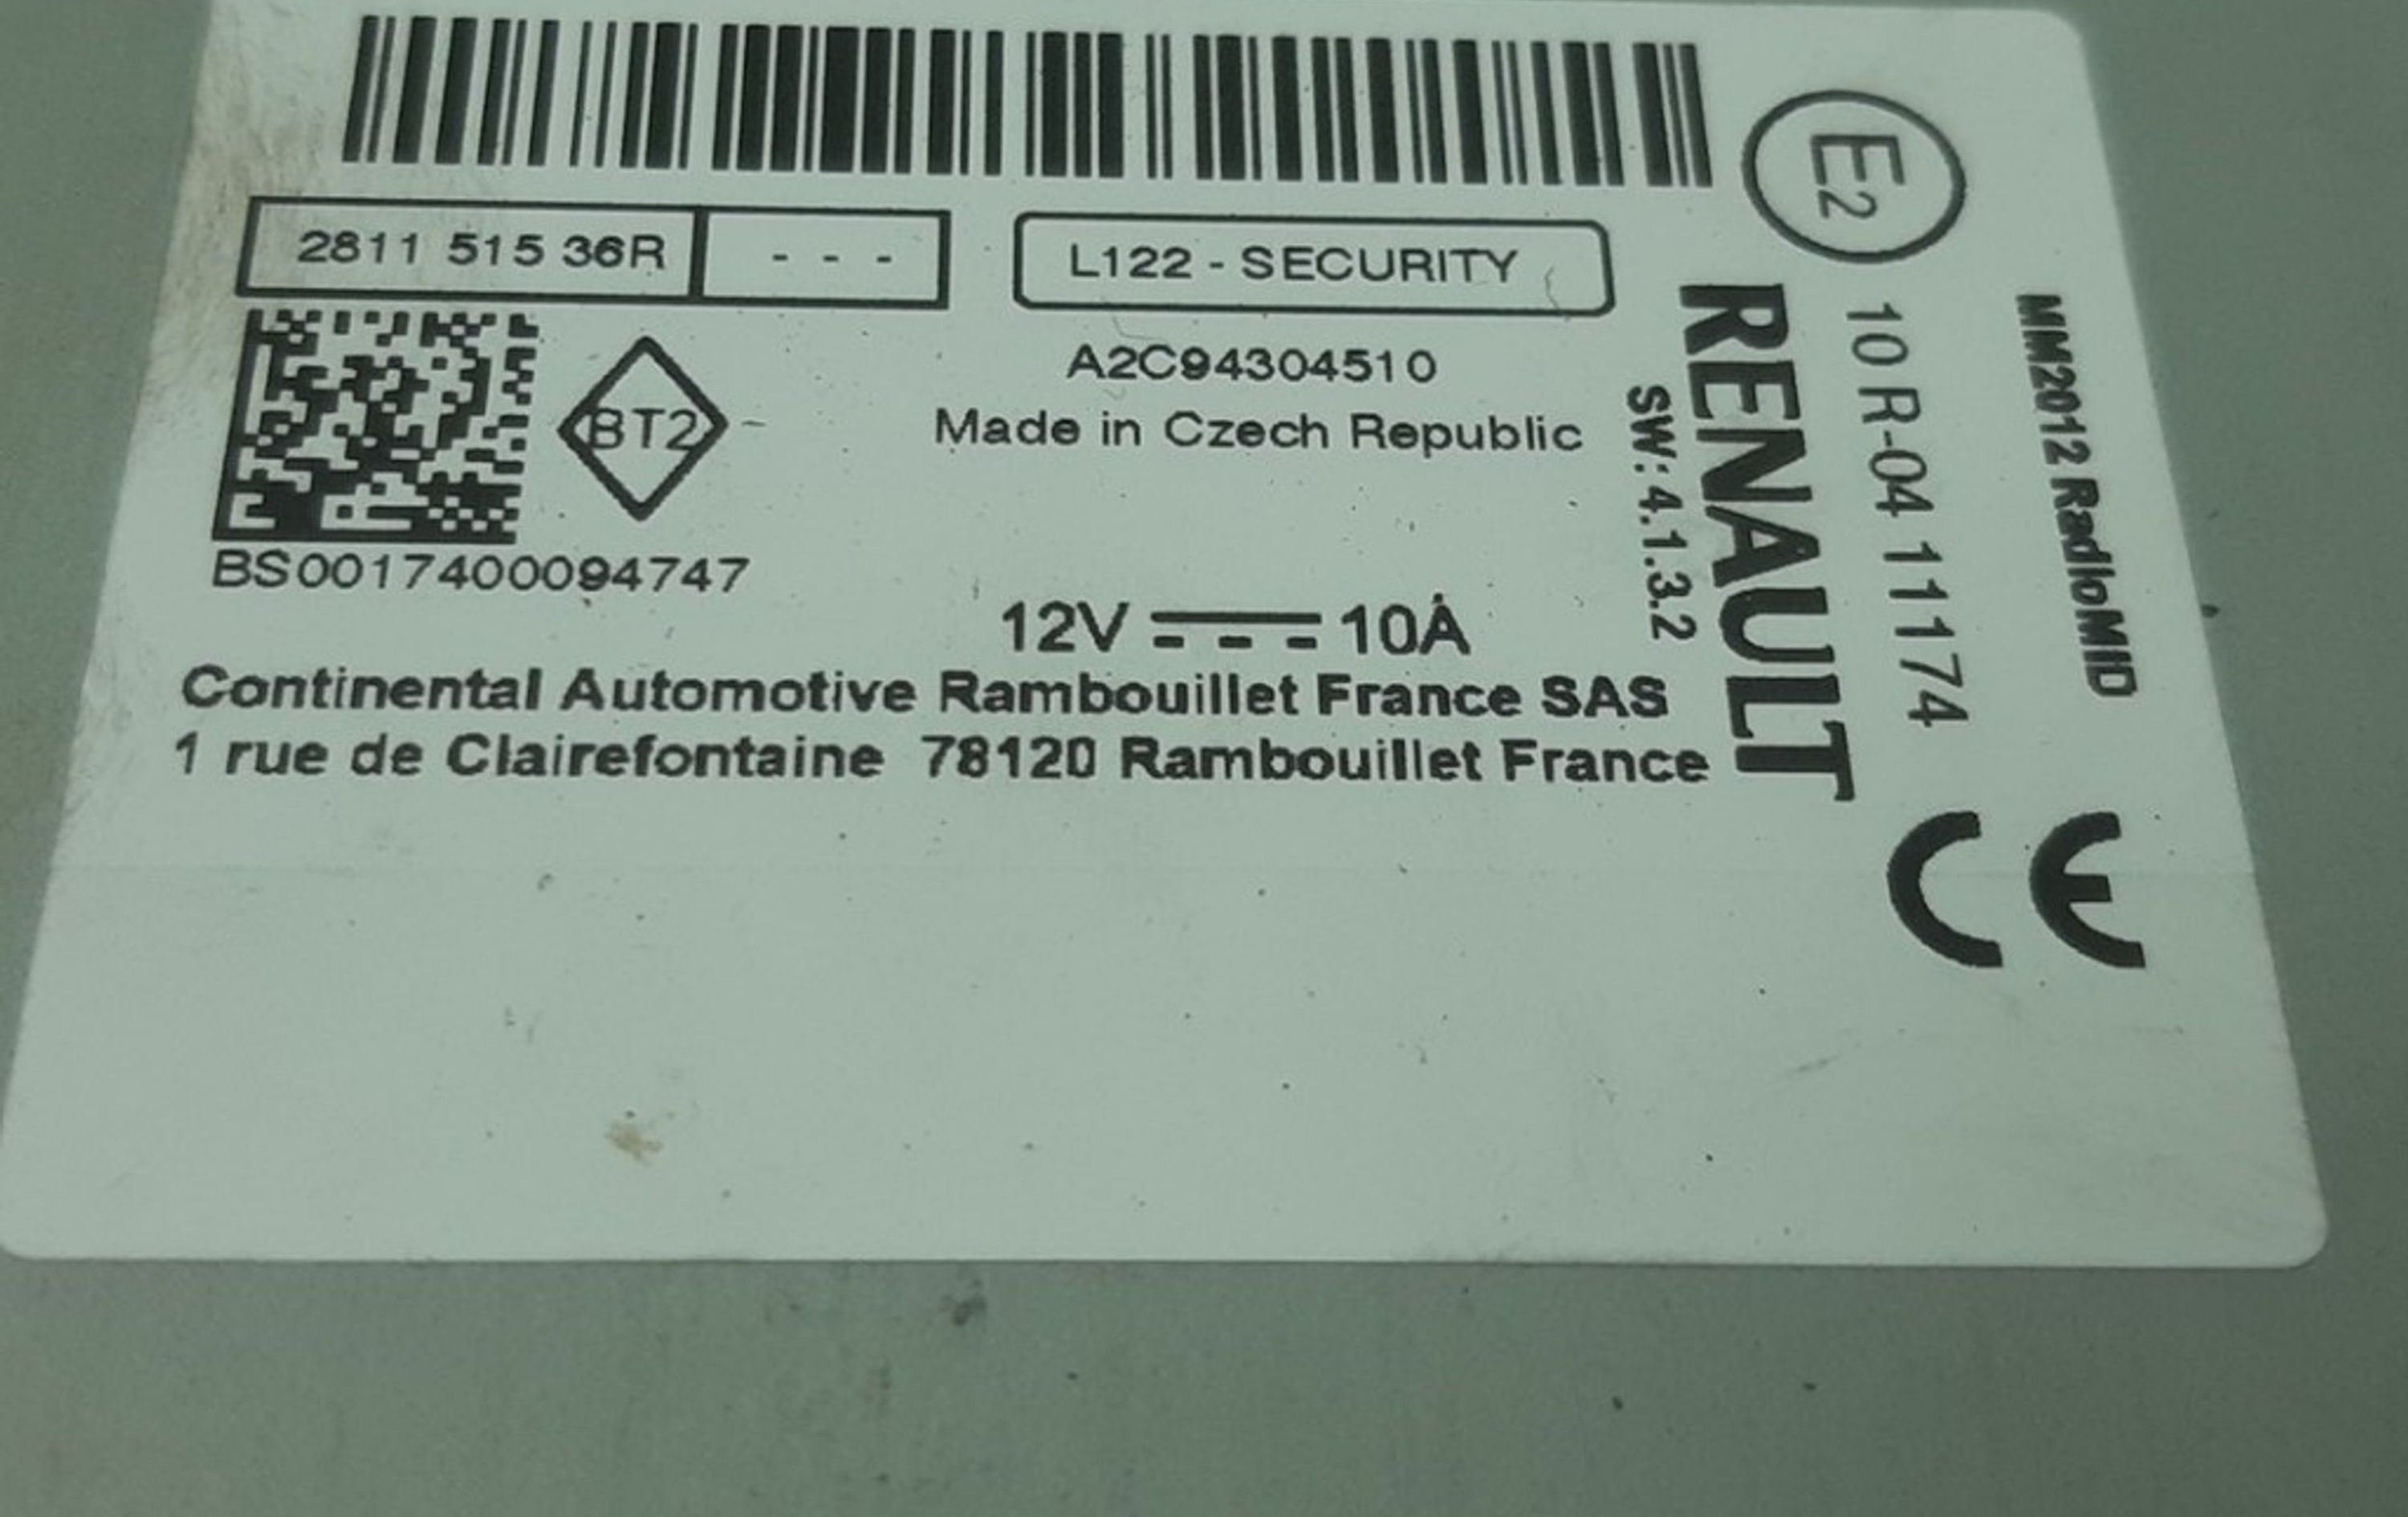 2811 515 36R - - -
L122 - SECURITY
BT2
A2C94304510
Made in Czech Republic
BS0017400094747
12V 10A
Continental Automotive Rambouillet France SAS
1 rue de Clairefontaine 78120 Rambouillet France
SW: 4.1.3.2
RENAULT
E2
10 R-04 11174
MM2012 RadioMID
CE